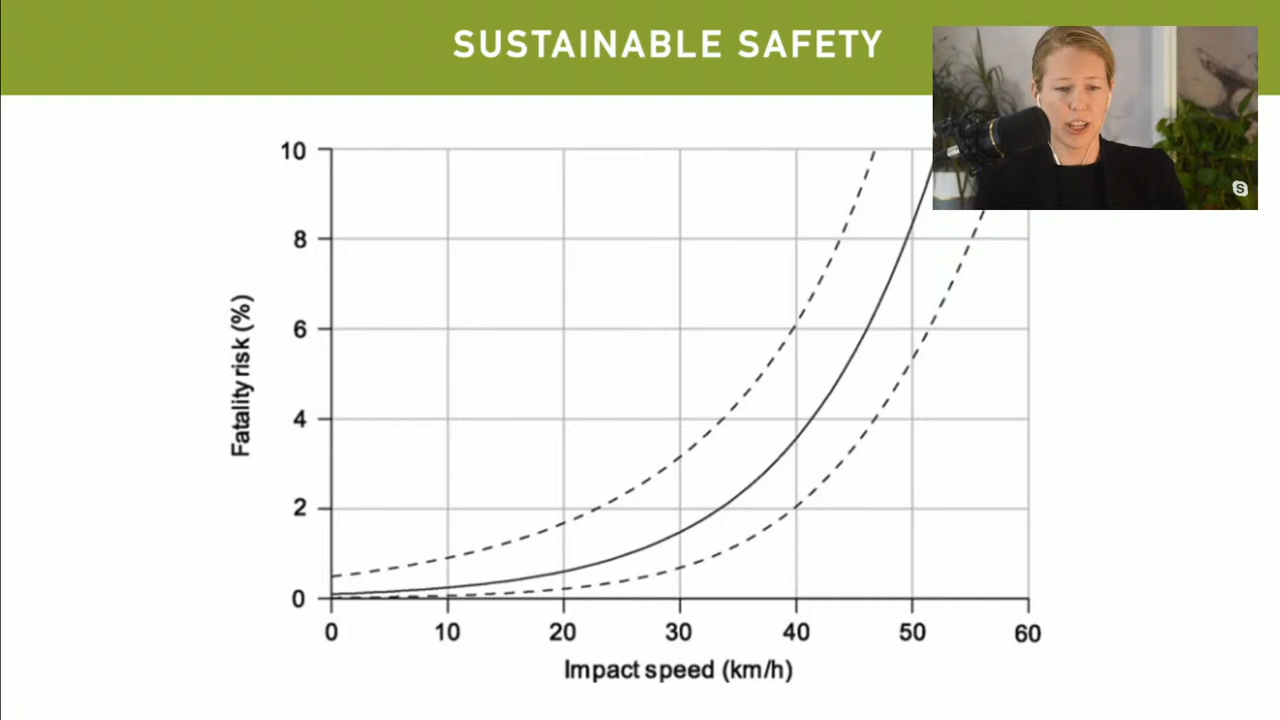 SUSTAINABLE SAFETY
S
10
8
6
4
2
0
Fatality risk (%)
0 10 20 30 40 50 60
Impact speed (km/h)